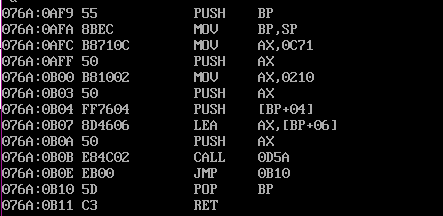 076A:0AF9 55 PUSH BP
076A:0AFA 8BEC MOV BP,SP
076A:0AFC B8710C MOV AX,0C71
076A:0AFF 50 PUSH AX
076A:0B00 B81002 MOV AX,0210
076A:0B03 50 PUSH AX
076A:0B04 FF7604 PUSH [BP+04]
076A:0B07 8D4606 LEA AX,[BP+06]
076A:0B0A 50 PUSH AX
076A:0B0B E84C02 CALL 0D5A
076A:0B0E EB00 JMP 0B10
076A:0B10 5D POP BP
076A:0B11 C3 RET